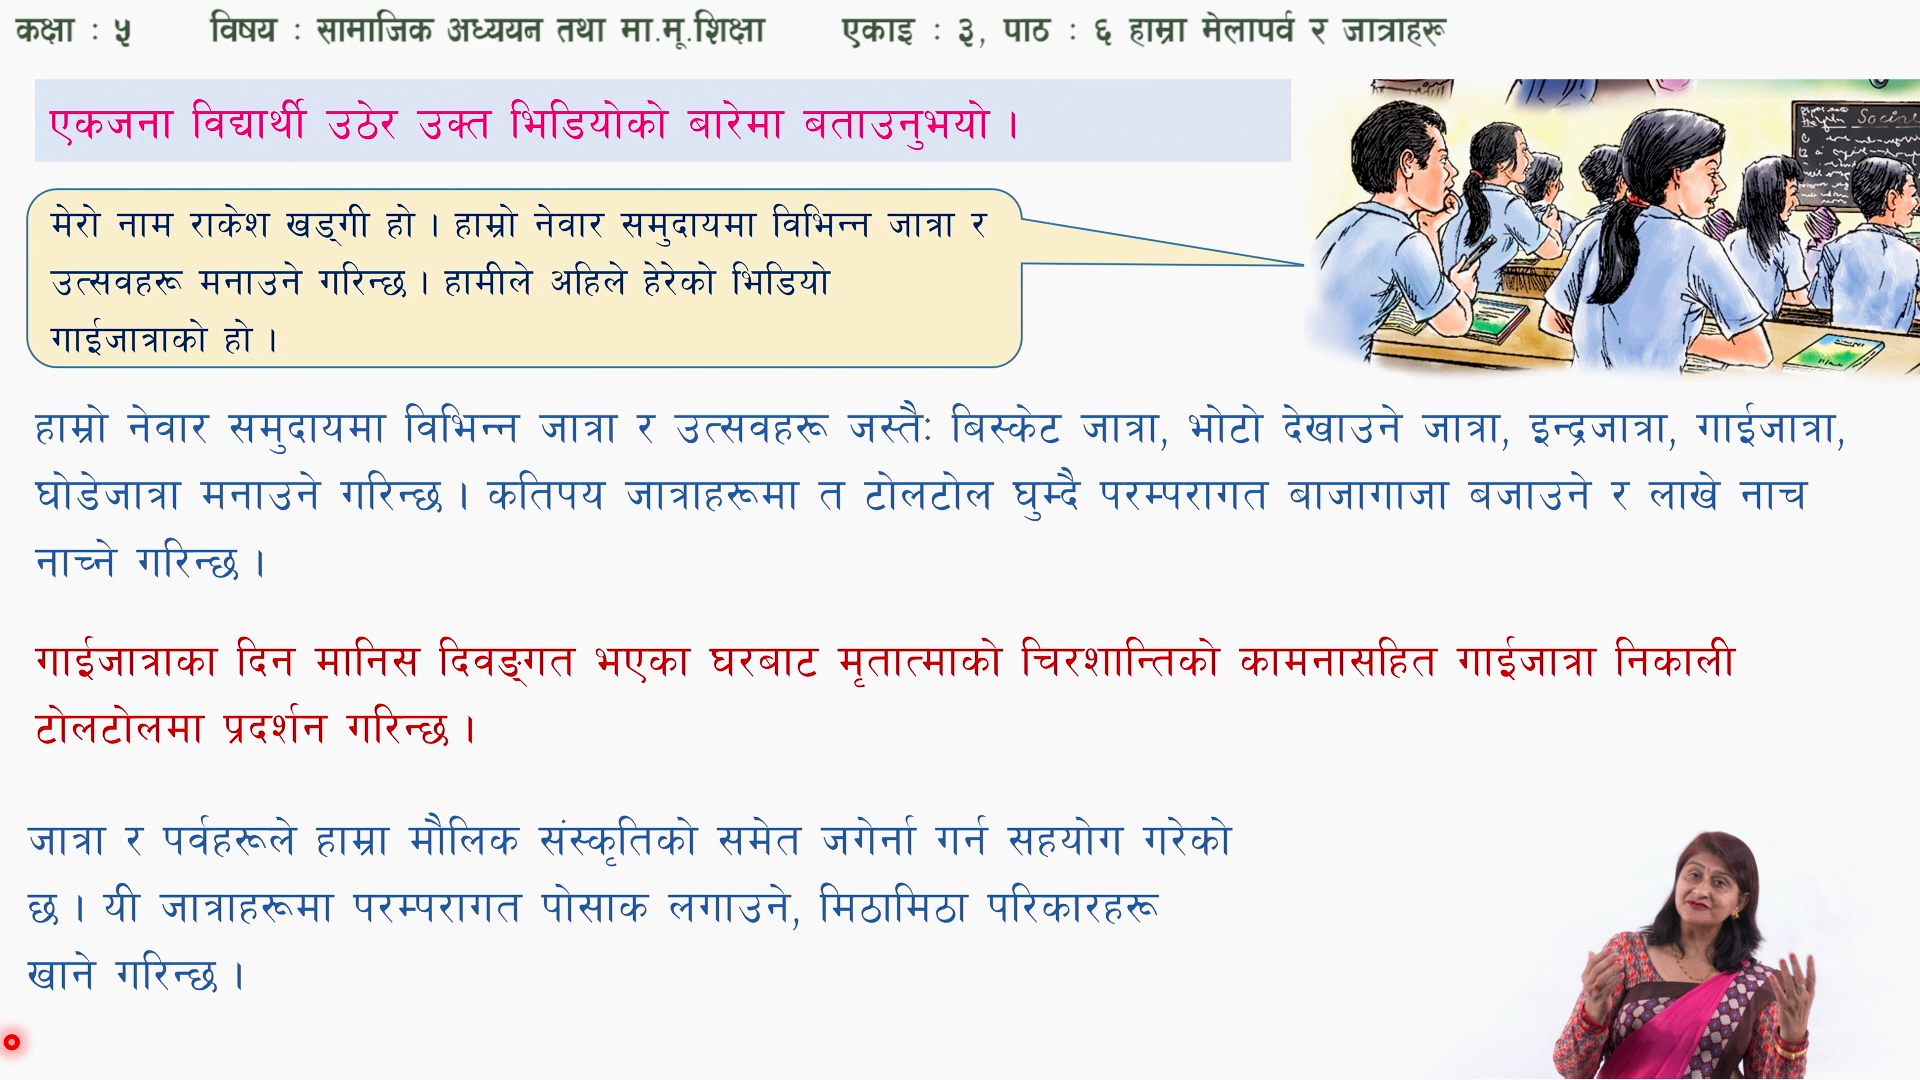 कक्षा : ५ विषय : सामाजिक अध्ययन तथा मा.मू.शिक्षा एकाइ : ३, पाठ : ६ हाम्रा मेलापर्व र जात्राहरू
एकजना विद्यार्थी उठेर उक्त भिडियोको बारेमा बताउनुभयो ।
मेरो नाम राकेश खड्गी हो । हाम्रो नेवार समुदायमा विभिन्न जात्रा र
उत्सवहरू मनाउने गरिन्छ । हामीले अहिले हेरेको भिडियो
गाईजात्राको हो ।
Social
हाम्रो नेवार समुदायमा विभिन्न जात्रा र उत्सवहरू जस्तैः बिस्केट जात्रा, भोटो देखाउने जात्रा, इन्द्रजात्रा, गाईजात्रा,
घोडेजात्रा मनाउने गरिन्छ । कतिपय जात्राहरूमा त टोलटोल घुम्दै परम्परागत बाजागाजा बजाउने र लाखे नाच
नाच्ने गरिन्छ ।
गाईजात्राका दिन मानिस दिवङ्गत भएका घरबाट मृतात्माको चिरशान्तिको कामनासहित गाईजात्रा निकाली
टोलटोलमा प्रदर्शन गरिन्छ ।
जात्रा र पर्वहरूले हाम्रा मौलिक संस्कृतिको समेत जगेर्ना गर्न सहयोग गरेको
छ । यी जात्राहरूमा परम्परागत पोसाक लगाउने, मिठामिठा परिकारहरू
खाने गरिन्छ ।